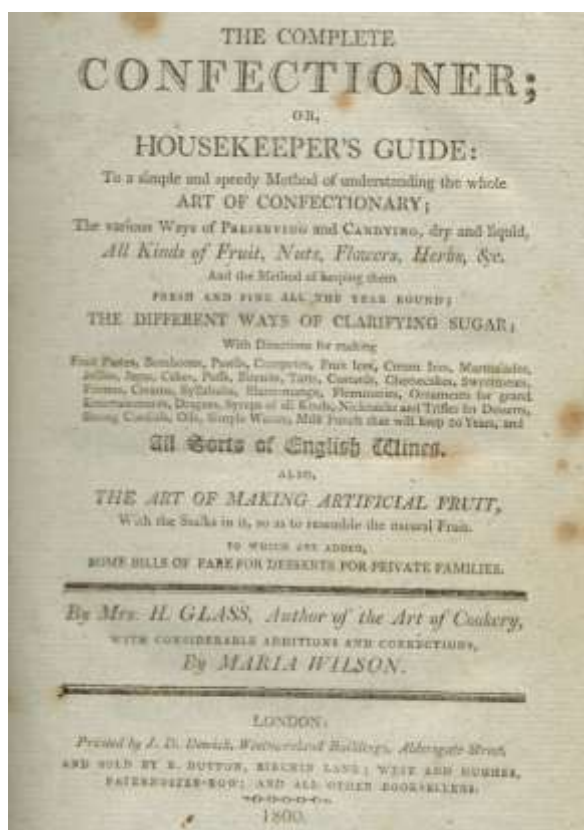 THE COMPLETE
CONFECTIONER;
OR,
HOUSEKEEPER'S GUIDE:
To a simple and speedy Method of understanding the whole
ART OF CONFECTIONARY;
The various Ways of PRESERVING and CANDYING, dry and liquid,
All Kinds of Fruit, Nuts, Flowers, Herbs, &c.
And the Method of keeping them
FRESH AND FINE ALL THE YEAR ROUND;
THE DIFFERENT WAYS OF CLARIFYING SUGAR;
With Directions for making
Fruit Pastes, Bomboons, Pastils, Compotes, Fruit Ices, Cream Ices, Marmalades,
Jellies, Jams, Cakes, Puffs, Biscuits, Tarts, Custards, Cheesecakes, Sweetmeats,
Creams, Syllabubs, Blancmange, Flummeries, Ornaments for grand
Entertainments, Dragees, Syrups of all Kinds, Nicknacks and Trifles for Desserts,
Strong Cordials, Oils, Simple Waters, Milk Punch that will keep 20 Years, and
All Sorts of English Wines.
ALSO,
THE ART OF MAKING ARTIFICIAL FRUIT,
With the Stalks in it, so as to resemble the natural Fruit.
TO WHICH ARE ADDED,
SOME BILLS OF FARE FOR DESSERTS FOR PRIVATE FAMILIES.
By Mrs. H. GLASS, Author of the Art of Cookery,
WITH CONSIDERABLE ADDITIONS AND CORRECTIONS,
By MARIA WILSON.
LONDON:
Printed by J. D. Dewick, Westmoreland Buildings, Aldersgate Street,
AND SOLD BY R. DUTTON, BIRCHIN LANE; WEST AND HUGHES,
PATERNOSTER-ROW; AND ALL OTHER BOOKSELLERS.
1800.